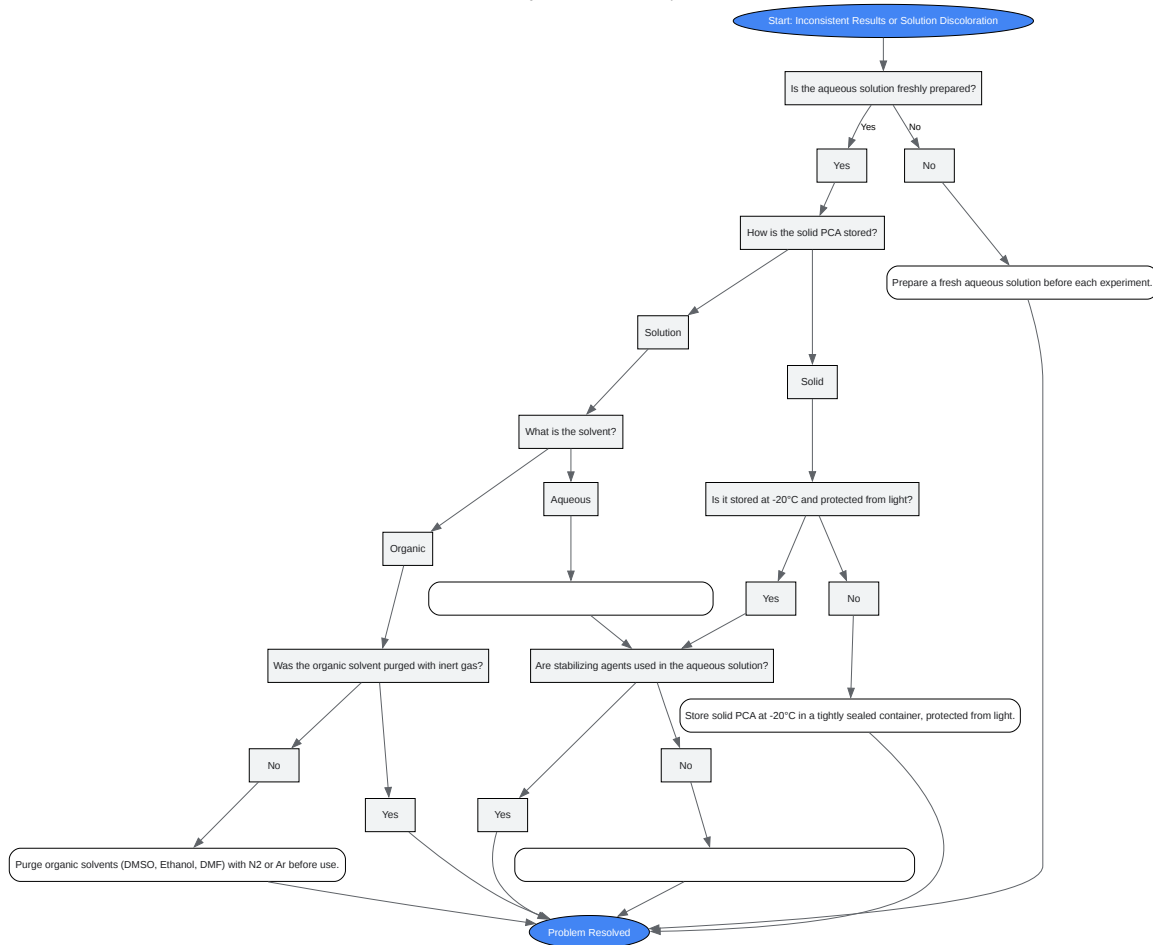 Start: Inconsistent Results or Solution Discoloration
Is the aqueous solution freshly prepared?
Yes
No
Yes
No
How is the solid PCA stored?
Prepare a fresh aqueous solution before each experiment.
Solution
Solid
What is the solvent?
Aqueous
Is it stored at -20°C and protected from light?
Organic
Yes
No
Was the organic solvent purged with inert gas?
Are stabilizing agents used in the aqueous solution?
Store solid PCA at -20°C in a tightly sealed container, protected from light.
No
No
Yes
Yes
Purge organic solvents (DMSO, Ethanol, DMF) with N2 or Ar before use.
Problem Resolved